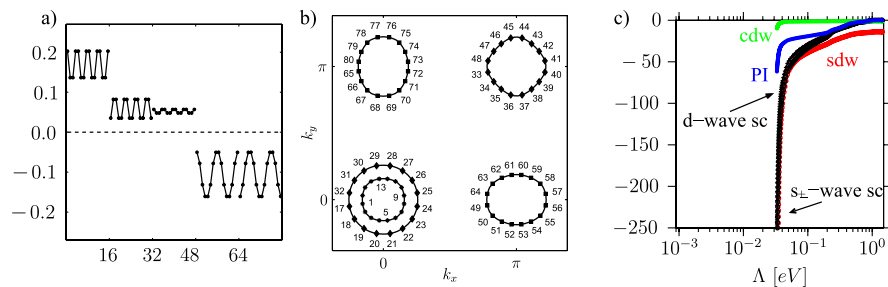 a)
0.2
0.1
0.0
−0.1
−0.2
16 32 48 64
b)
78 77 76 75
79 74
80 73
65 72
66 71
67 68 69 70
46 45 44 43
47 42
48 41
33 40
34 39
35 36 37 38
30 29 28 27
31 26
32 25
17 24
18 23
19 20 21 22
13
1 9
5
62 61 60 59
63 58
64 57
49 56
50 55
51 52 53 54
π
k_y
0
0 π
k_x
c)
0
−50
−100
−150
−200
−250
cdw
PI
sdw
d−wave sc
s±−wave sc
10⁻³ 10⁻² 10⁻¹ 10⁰
Λ [eV]